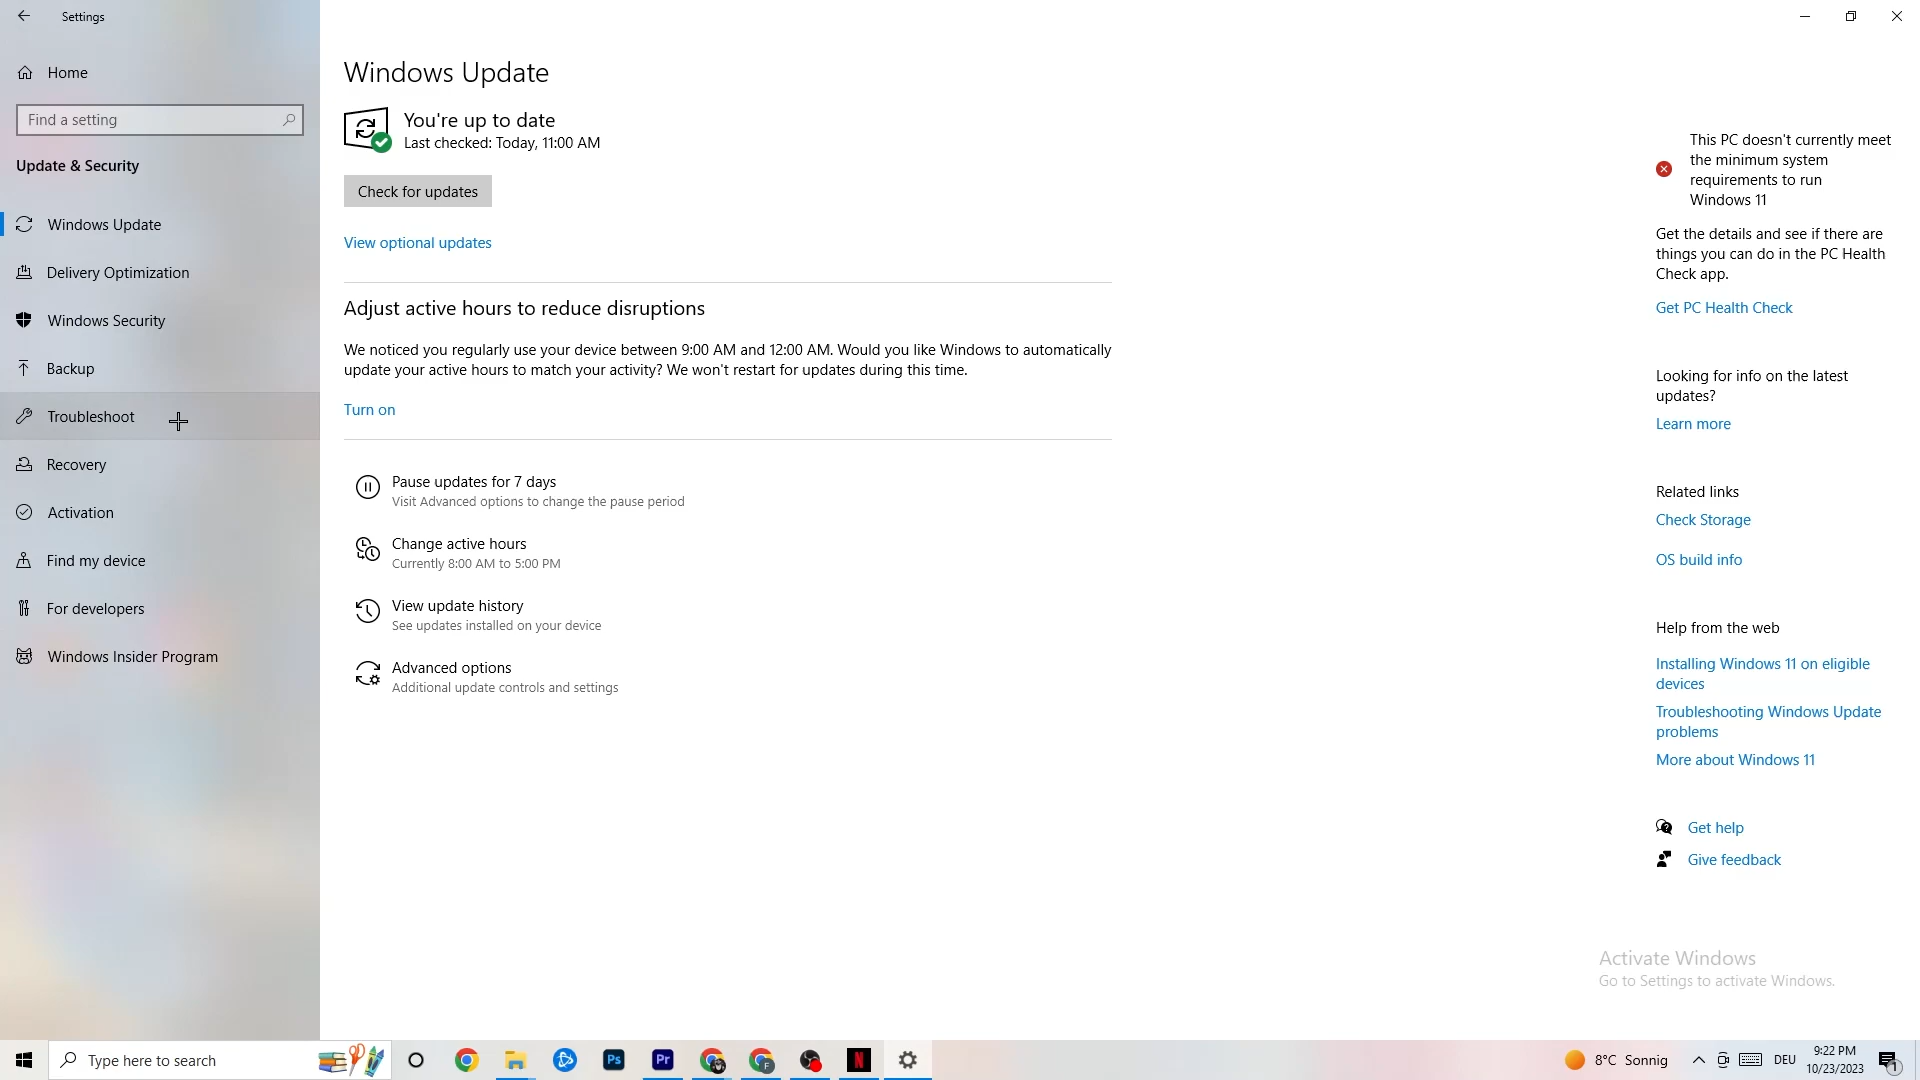 Settings
Home
Find a setting
Update & Security
Windows Update
Delivery Optimization
Windows Security
Backup
Troubleshoot
Recovery
Activation
Find my device
For developers
Windows Insider Program
Windows Update
You're up to date
Last checked: Today, 11:00 AM
Check for updates
View optional updates
Adjust active hours to reduce disruptions
We noticed you regularly use your device between 9:00 AM and 12:00 AM. Would you like Windows to automatically
update your active hours to match your activity? We won't restart for updates during this time.
Turn on
Pause updates for 7 days
Visit Advanced options to change the pause period
Change active hours
Currently 8:00 AM to 5:00 PM
View update history
See updates installed on your device
Advanced options
Additional update controls and settings
This PC doesn't currently meet
the minimum system
requirements to run
Windows 11
Get the details and see if there are
things you can do in the PC Health
Check app.
Get PC Health Check
Looking for info on the latest
updates?
Learn more
Related links
Check Storage
OS build info
Help from the web
Installing Windows 11 on eligible
devices
Troubleshooting Windows Update
problems
More about Windows 11
Get help
Give feedback
Activate Windows
Go to Settings to activate Windows.
Type here to search
Ps
Pr
F
N
8°C Sonnig
DEU
9:22 PM
10/23/2023
1